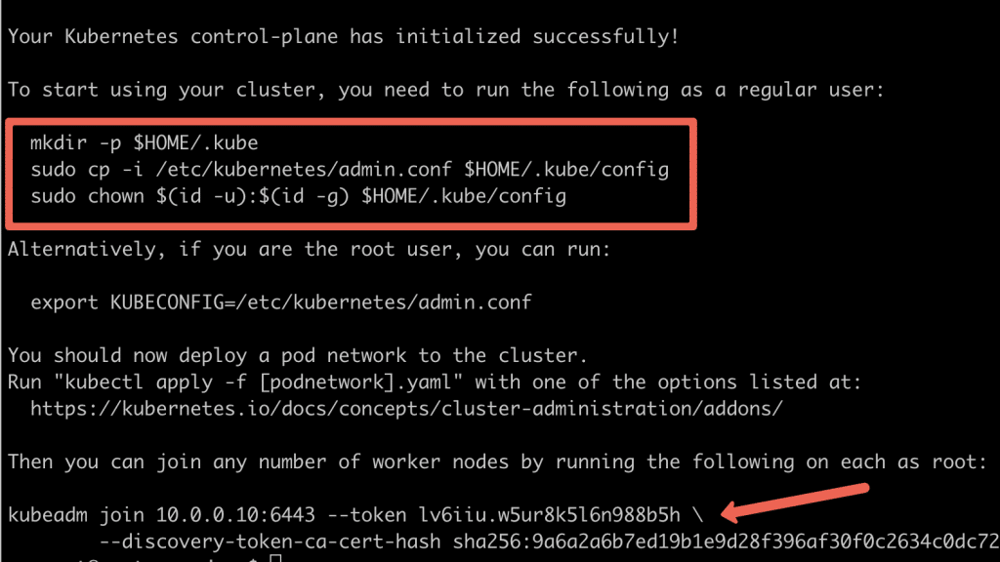 Your Kubernetes control-plane has initialized successfully!
To start using your cluster, you need to run the following as a regular user:
mkdir -p $HOME/.kube
sudo cp -i /etc/kubernetes/admin.conf $HOME/.kube/config
sudo chown $(id -u):$(id -g) $HOME/.kube/config
Alternatively, if you are the root user, you can run:
export KUBECONFIG=/etc/kubernetes/admin.conf
You should now deploy a pod network to the cluster.
Run "kubectl apply -f [podnetwork].yaml" with one of the options listed at:
https://kubernetes.io/docs/concepts/cluster-administration/addons/
Then you can join any number of worker nodes by running the following on each as root:
kubeadm join 10.0.0.10:6443 --token lv6iiu.w5ur8k5l6n988b5h \
--discovery-token-ca-cert-hash sha256:9a6a2a6b7ed19b1e9d28f396af30f0c2634c0dc72